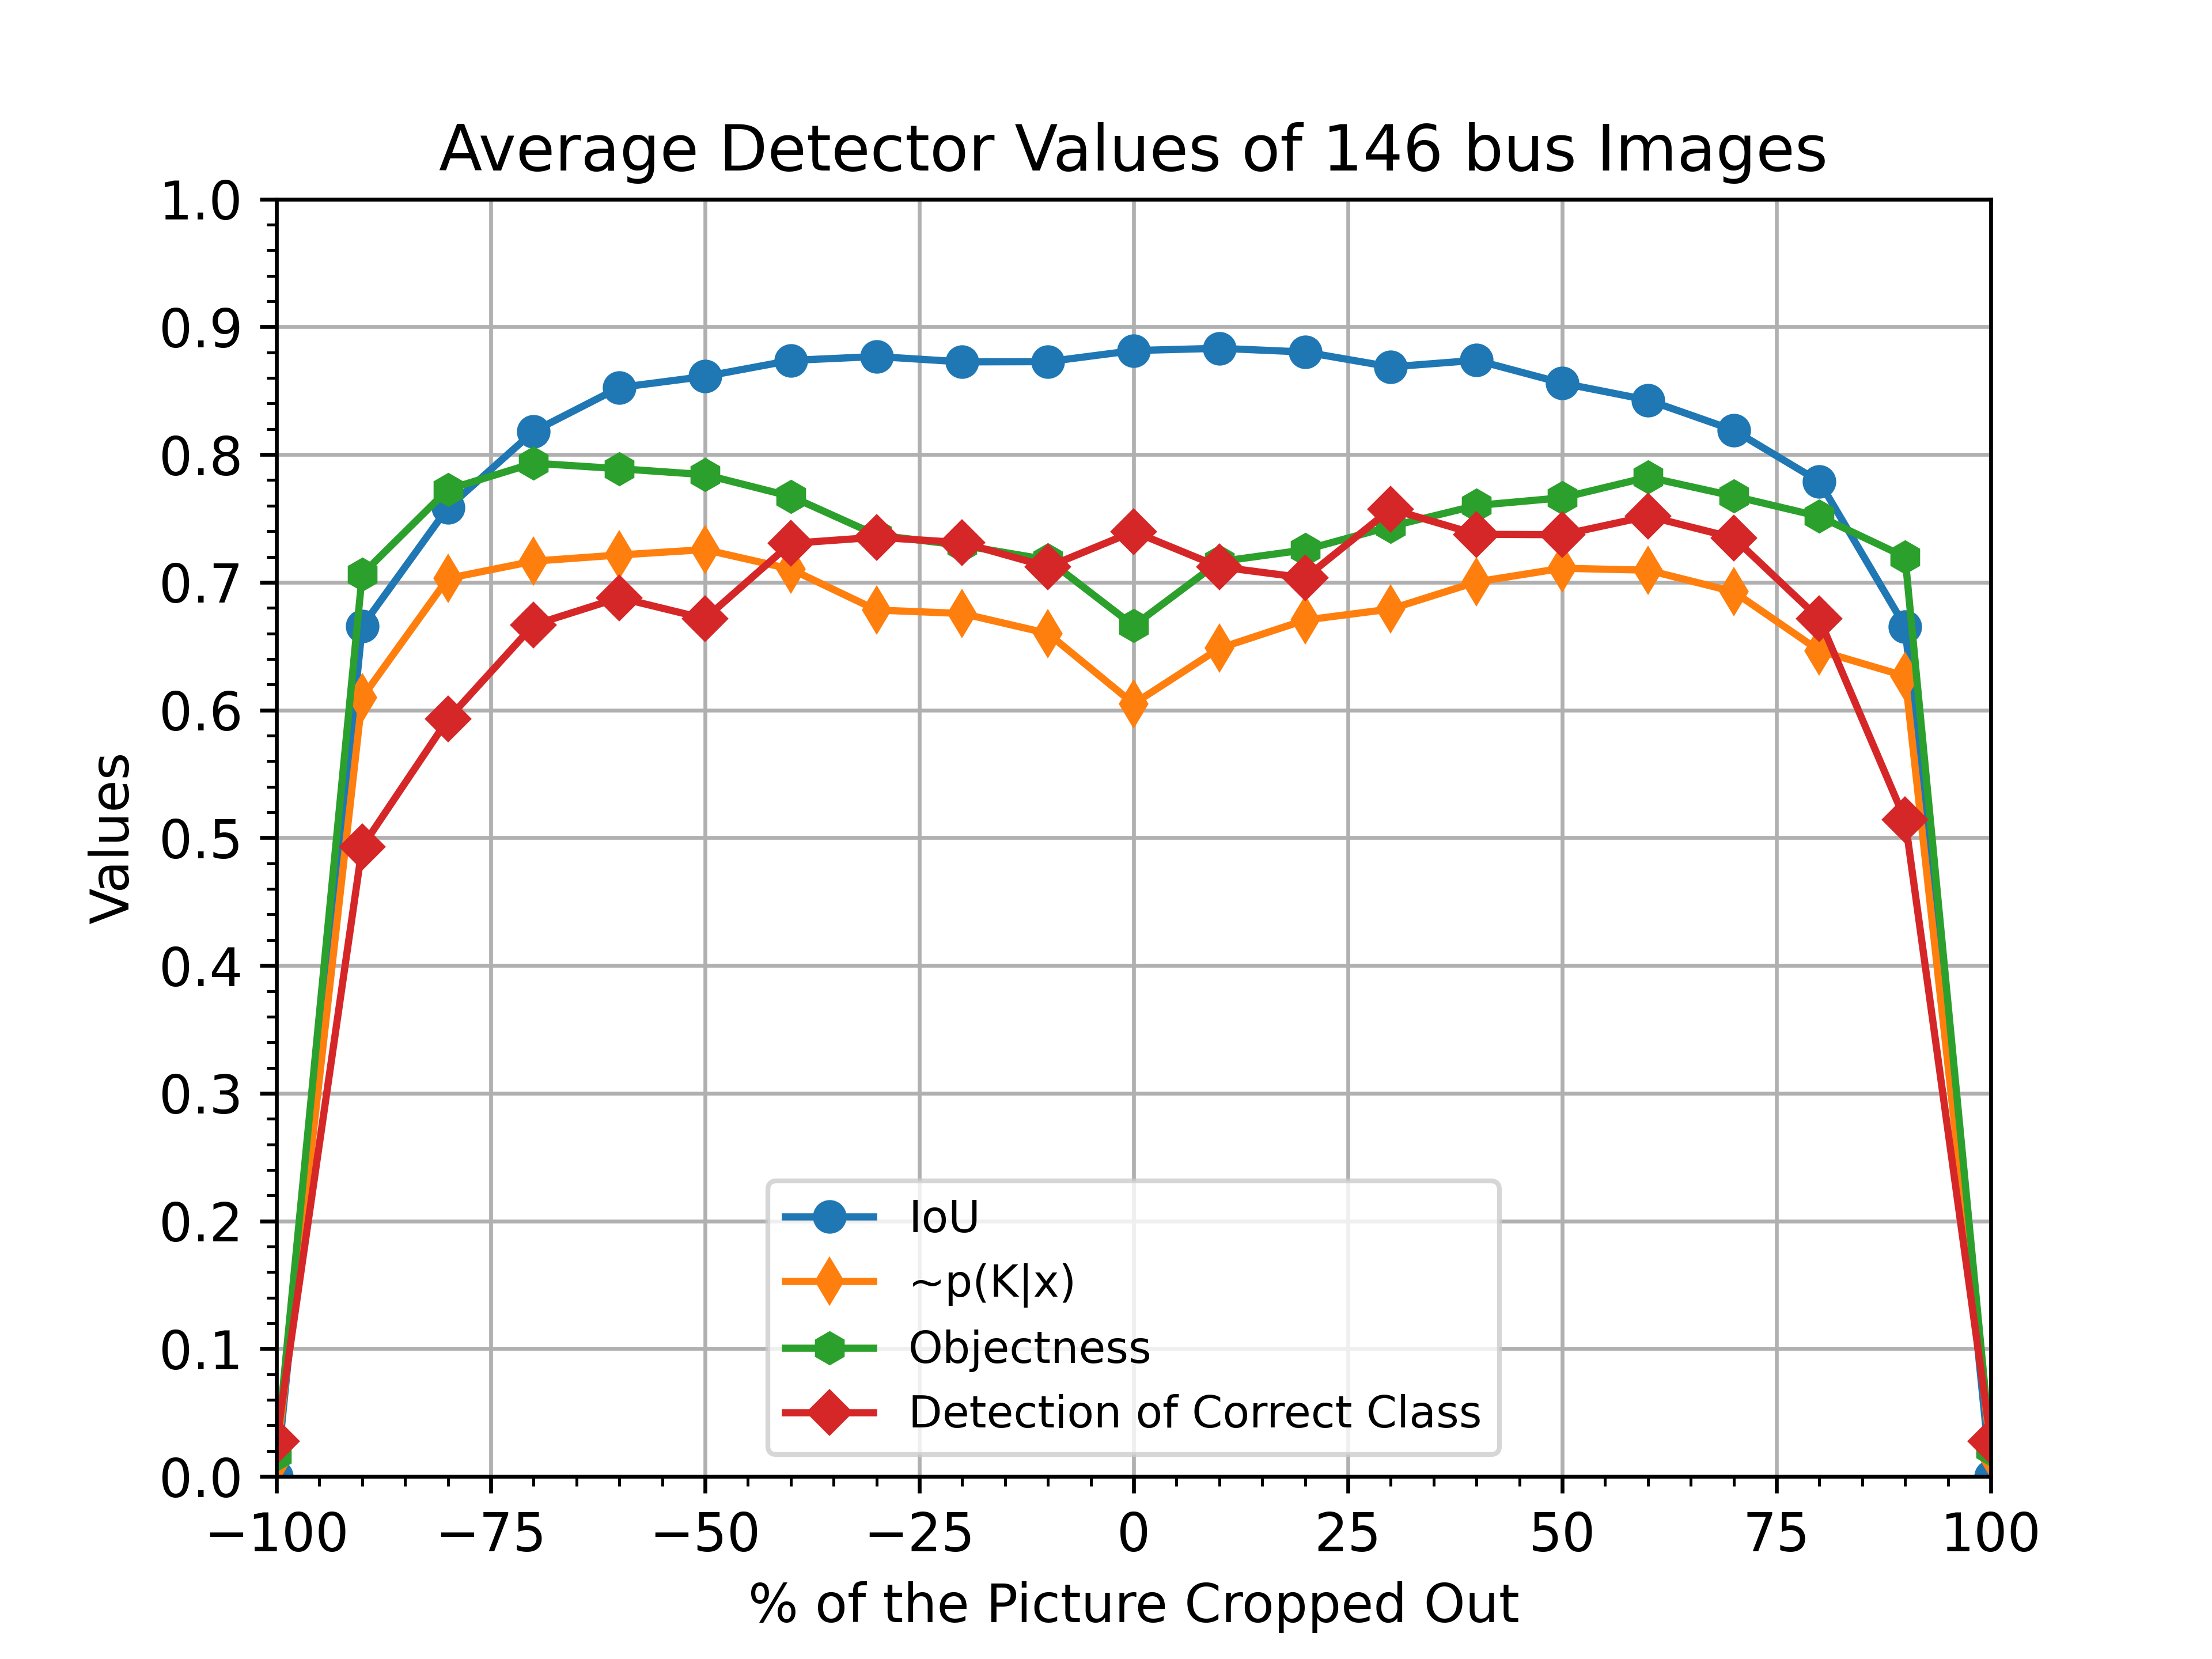 Average Detector Values of 146 bus Images
1.0
0.9
0.8
0.7
0.6
0.5
0.4
0.3
0.2
0.1
0.0
Values
IoU
~p(K|x)
Objectness
Detection of Correct Class
−100 −75 −50 −25 0 25 50 75 100
% of the Picture Cropped Out